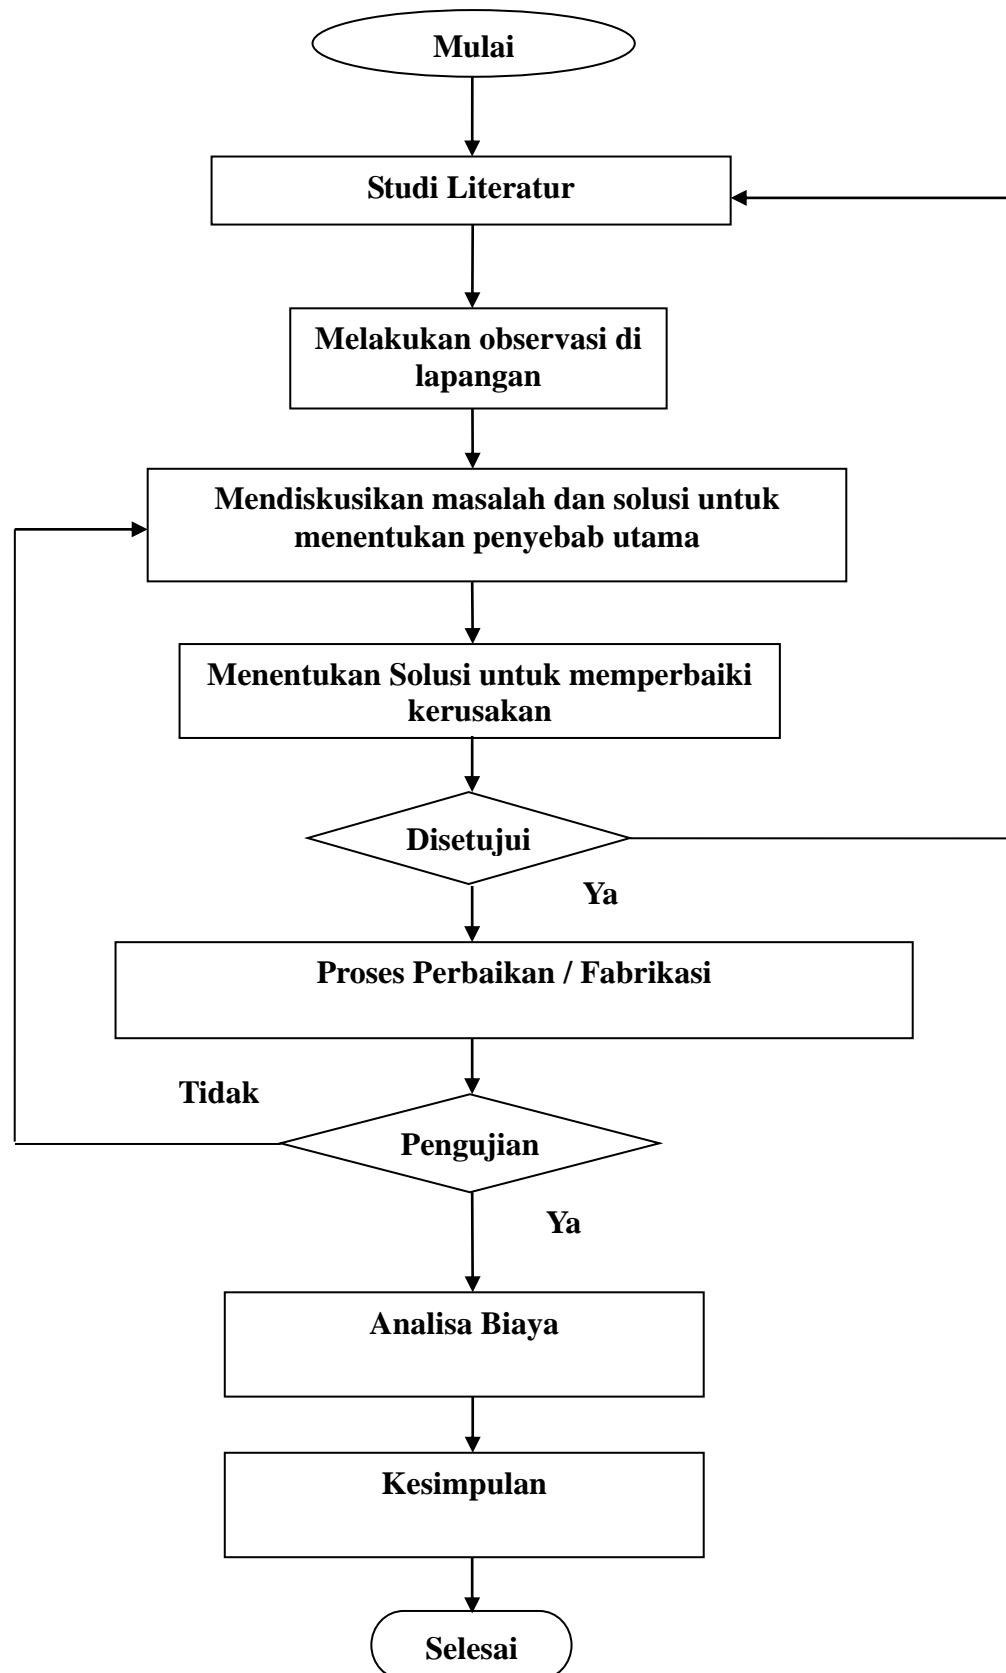 Mulai
Studi Literatur
Melakukan observasi di
lapangan
Mendiskusikan masalah dan solusi untuk
menentukan penyebab utama
Menentukan Solusi untuk memperbaiki
kerusakan
Disetujui
Ya
Proses Perbaikan / Fabrikasi
Tidak
Pengujian
Ya
Analisa Biaya
Kesimpulan
Selesai